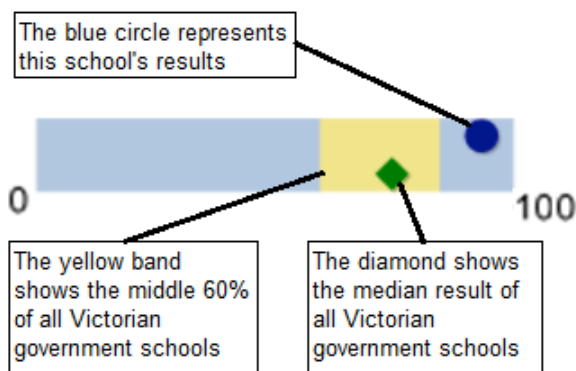 The blue circle represents
this school's results
0
100
The yellow band
shows the middle 60%
of all Victorian
government schools
The diamond shows
the median result of
all Victorian
government schools